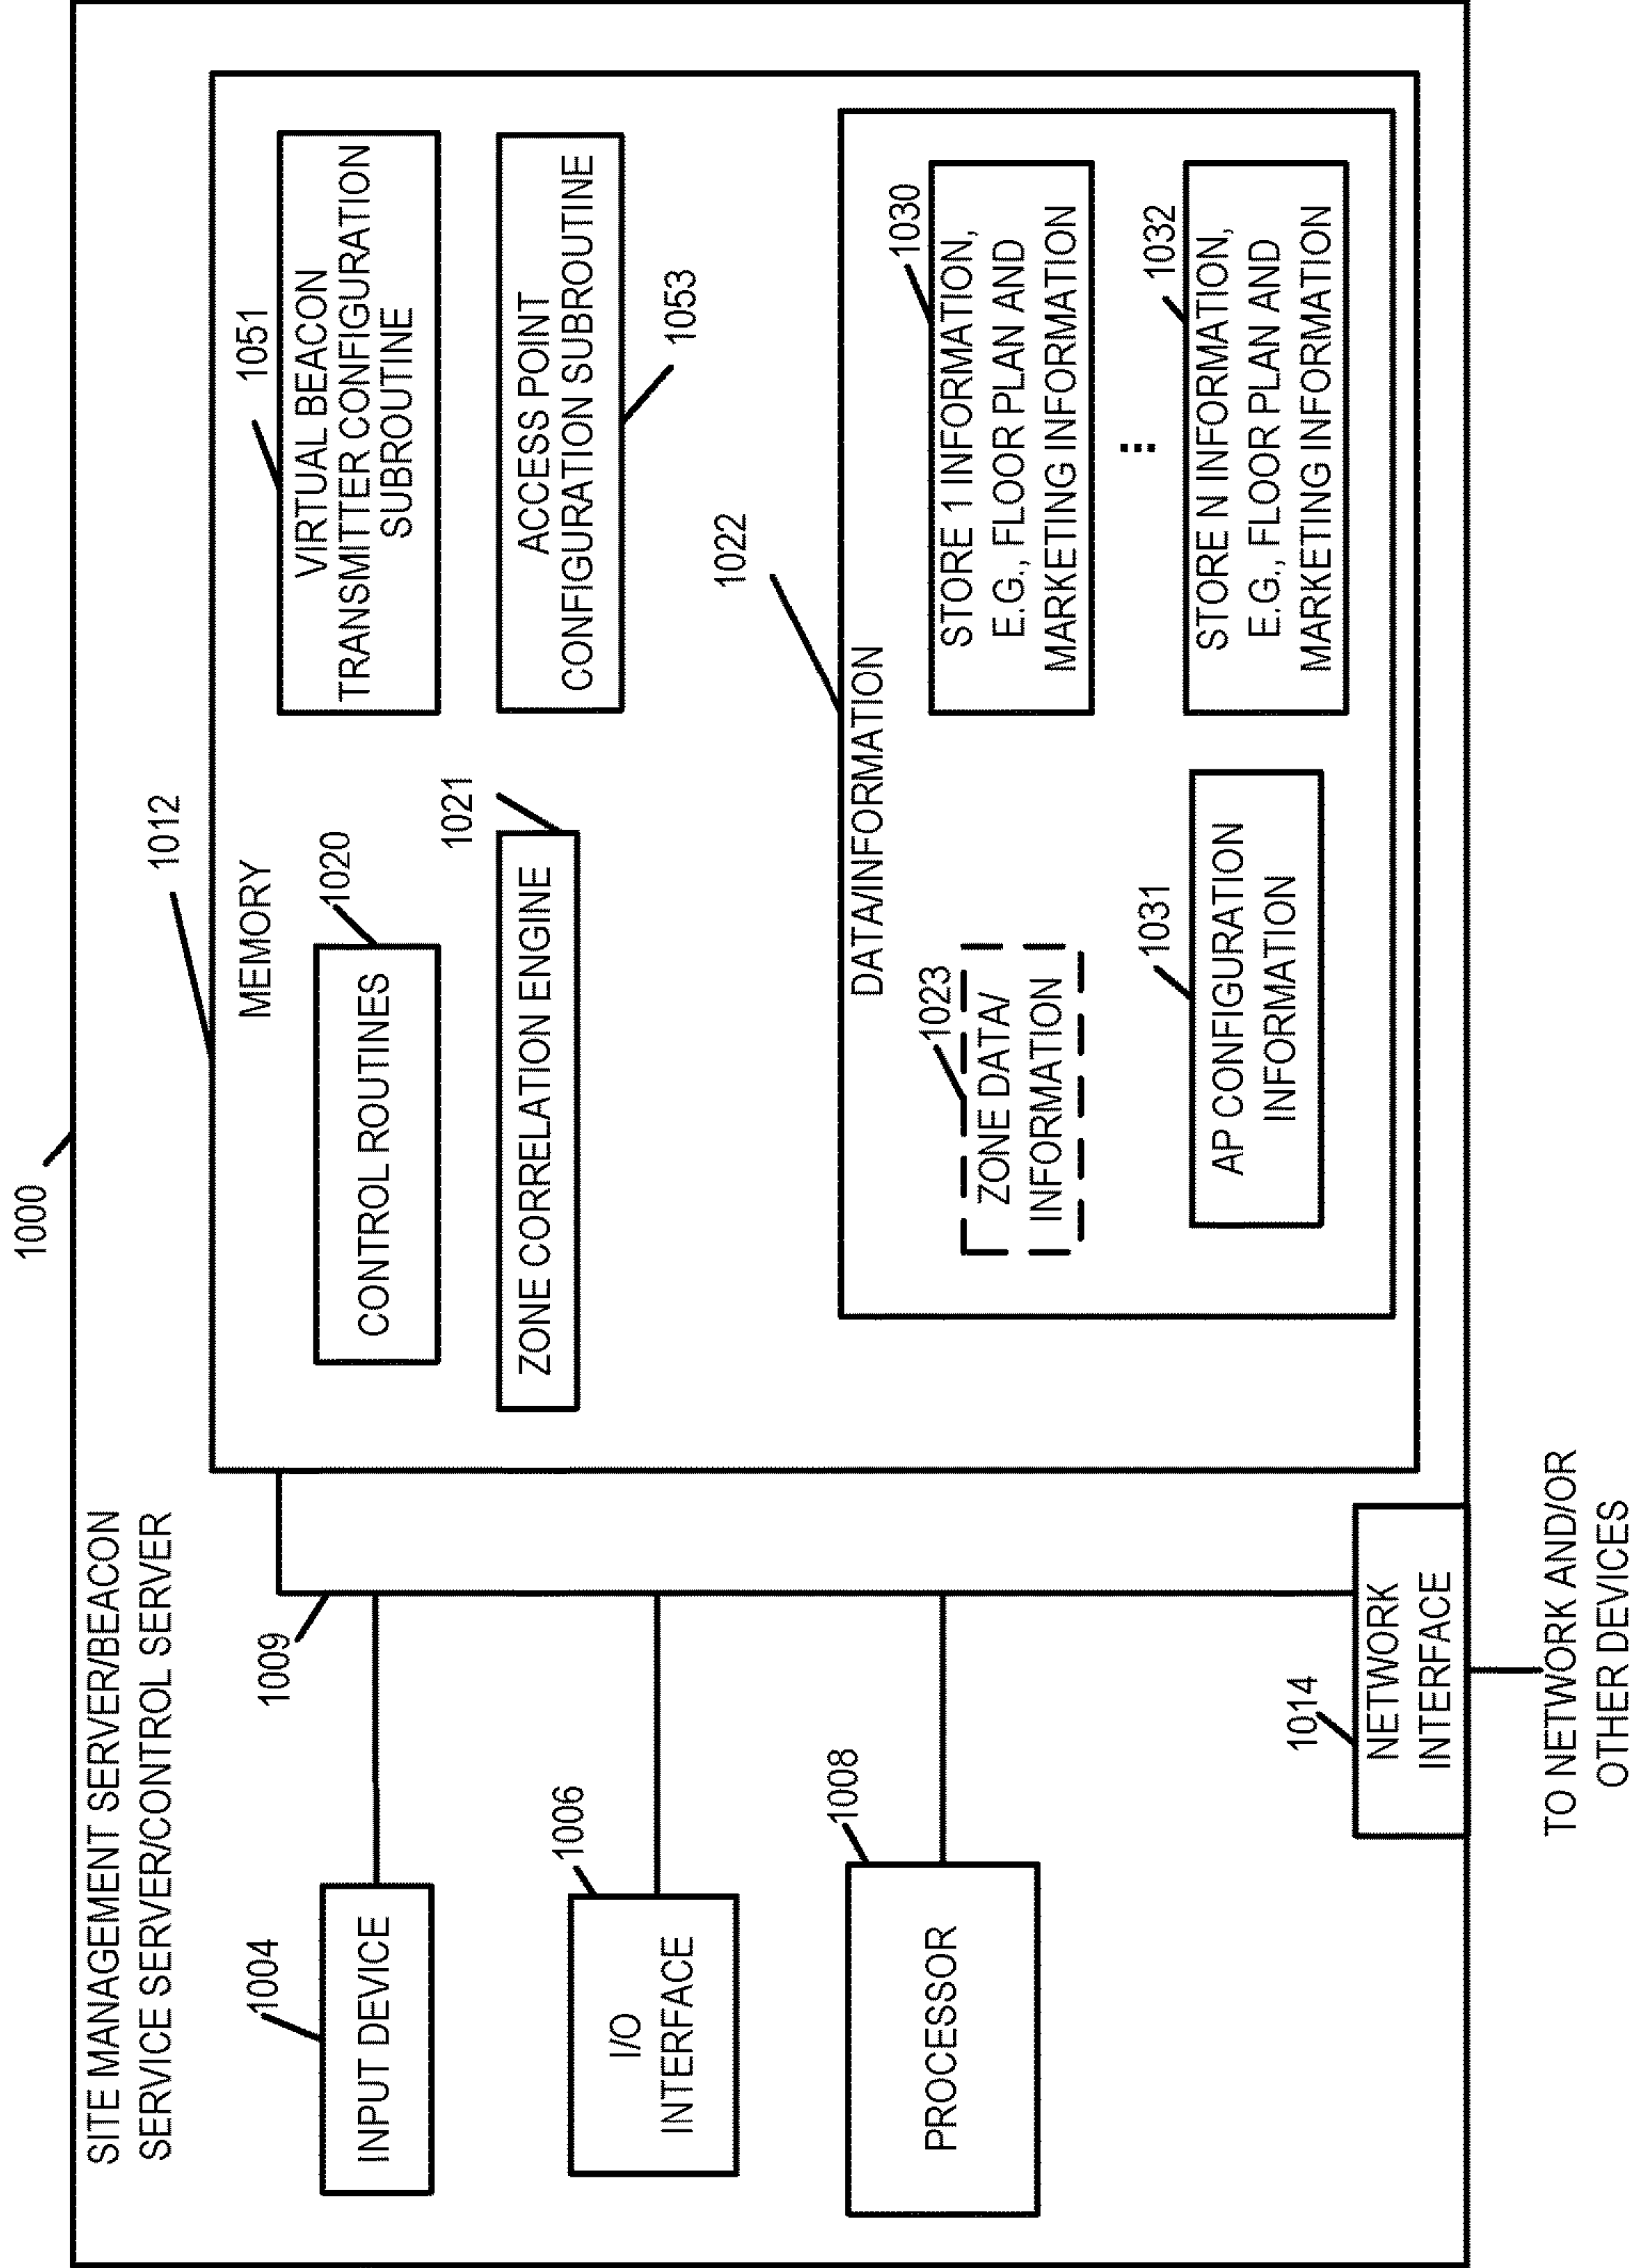 1000
SITE MANAGEMENT SERVER/BEACON
SERVICE SERVER/CONTROL SERVER
1004
INPUT DEVICE
1006
I/O
INTERFACE
1008
PROCESSOR
1009
1014
NETWORK
INTERFACE
TO NETWORK AND/OR
OTHER DEVICES
1012
MEMORY
1020
CONTROL ROUTINES
1021
ZONE CORRELATION ENGINE
1051
VIRTUAL BEACON
TRANSMITTER CONFIGURATION
SUBROUTINE
ACCESS POINT
CONFIGURATION SUBROUTINE
1053
1022
DATA/INFORMATION
1023
ZONE DATA/
INFORMATION
1031
AP CONFIGURATION
INFORMATION
1030
STORE 1 INFORMATION,
E.G., FLOOR PLAN AND
MARKETING INFORMATION
...
1032
STORE N INFORMATION,
E.G., FLOOR PLAN AND
MARKETING INFORMATION